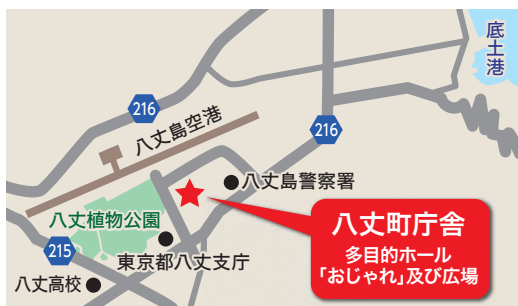 底土港
216
八丈島空港
216
八丈島警察署
八丈植物公園
八丈町庁舎
多目的ホール
「おじゃれ」及び広場
215
東京都八丈支庁
八丈高校